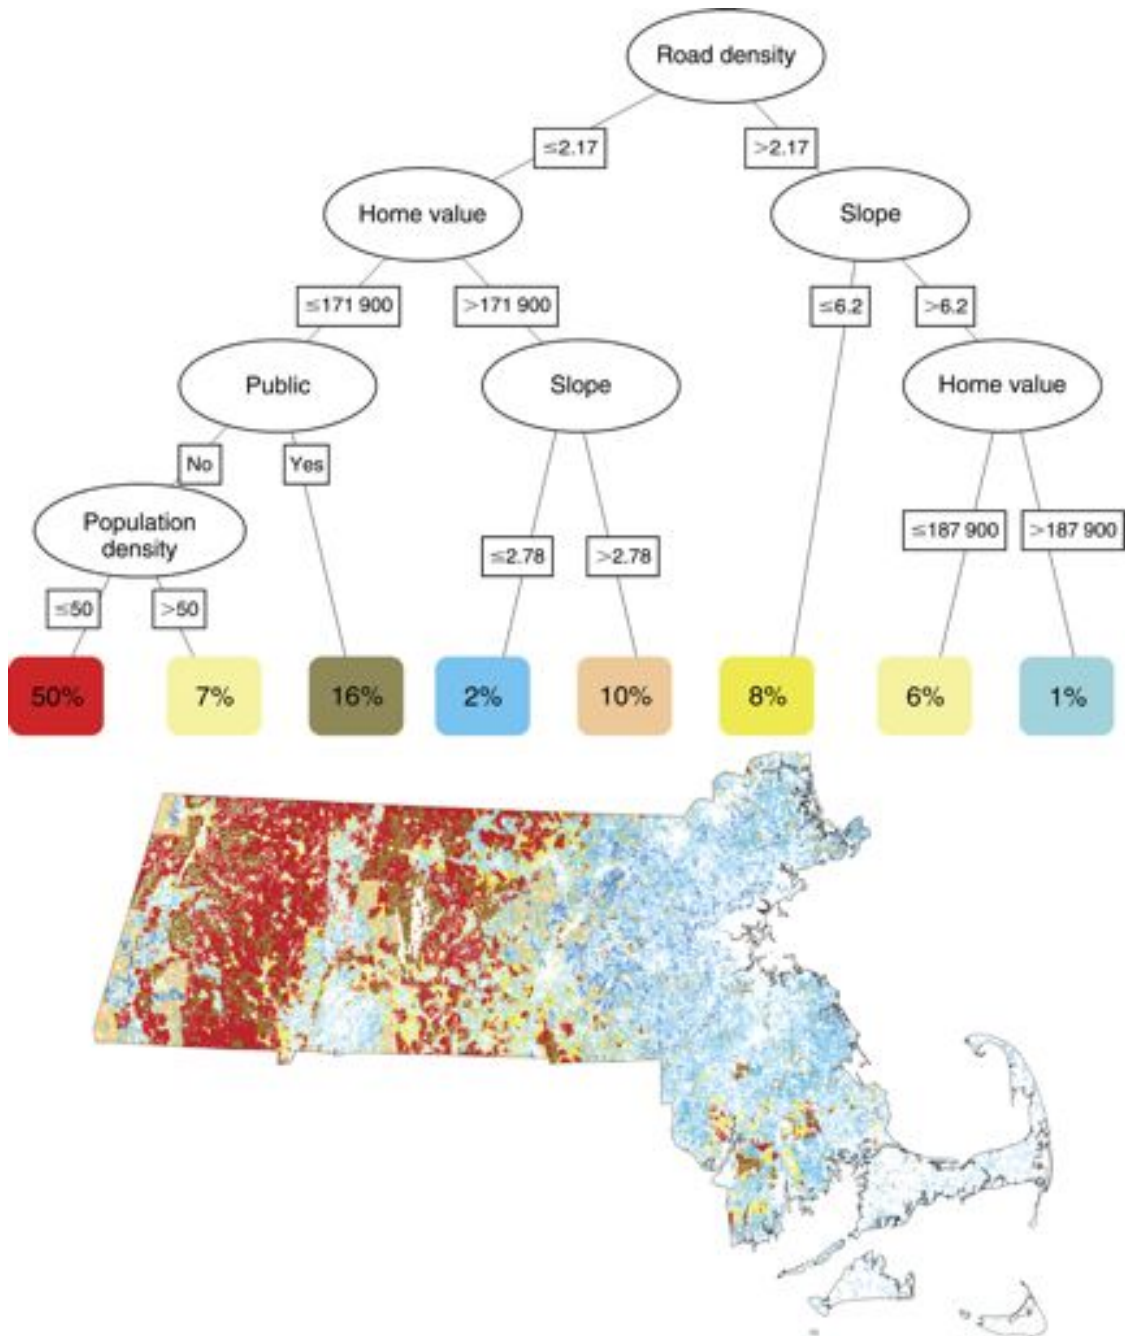 Road density
≤2.17
>2.17
Home value
Slope
≤171 900
>171 900
≤6.2
>6.2
Public
Slope
Home value
No
Yes
Population
density
≤2.78
>2.78
≤187 900
>187 900
≤50
>50
50%
7%
16%
2%
10%
8%
6%
1%